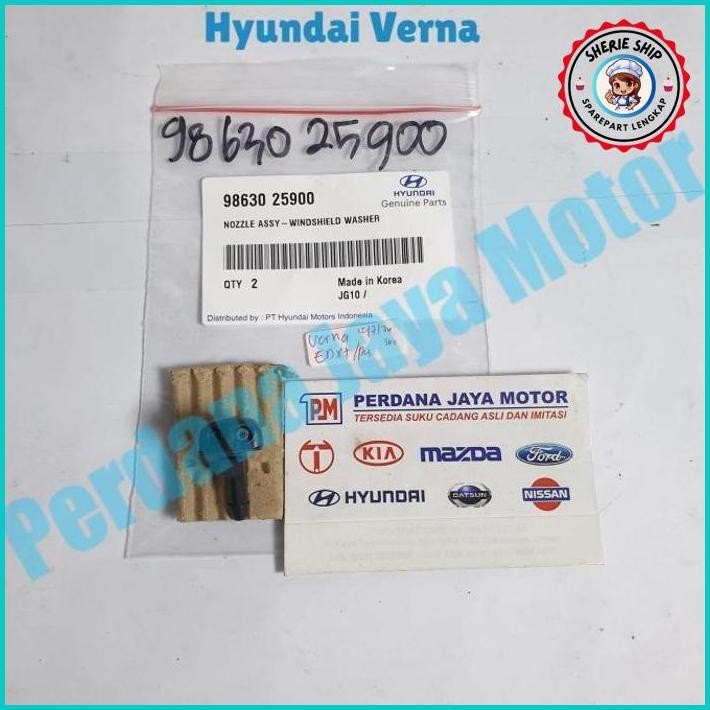 Hyundai Verna
SHERIE SHIP
SPAREPART LENGKAP
98630 25900
98630 25900
HYUNDAI
Genuine Parts
NOZZLE ASSY-WINDSHIELD WASHER
QTY 2
Made in Korea
JG10 /
Distributed by : PT Hyundai Motors Indonesia
Verna
Perdana Jaya Motor
PM
PERDANA JAYA MOTOR
TERSEDIA SUKU CADANG ASLI DAN IMITASI
KIA
mazda
Ford
HYUNDAI
DATSUN
NISSAN